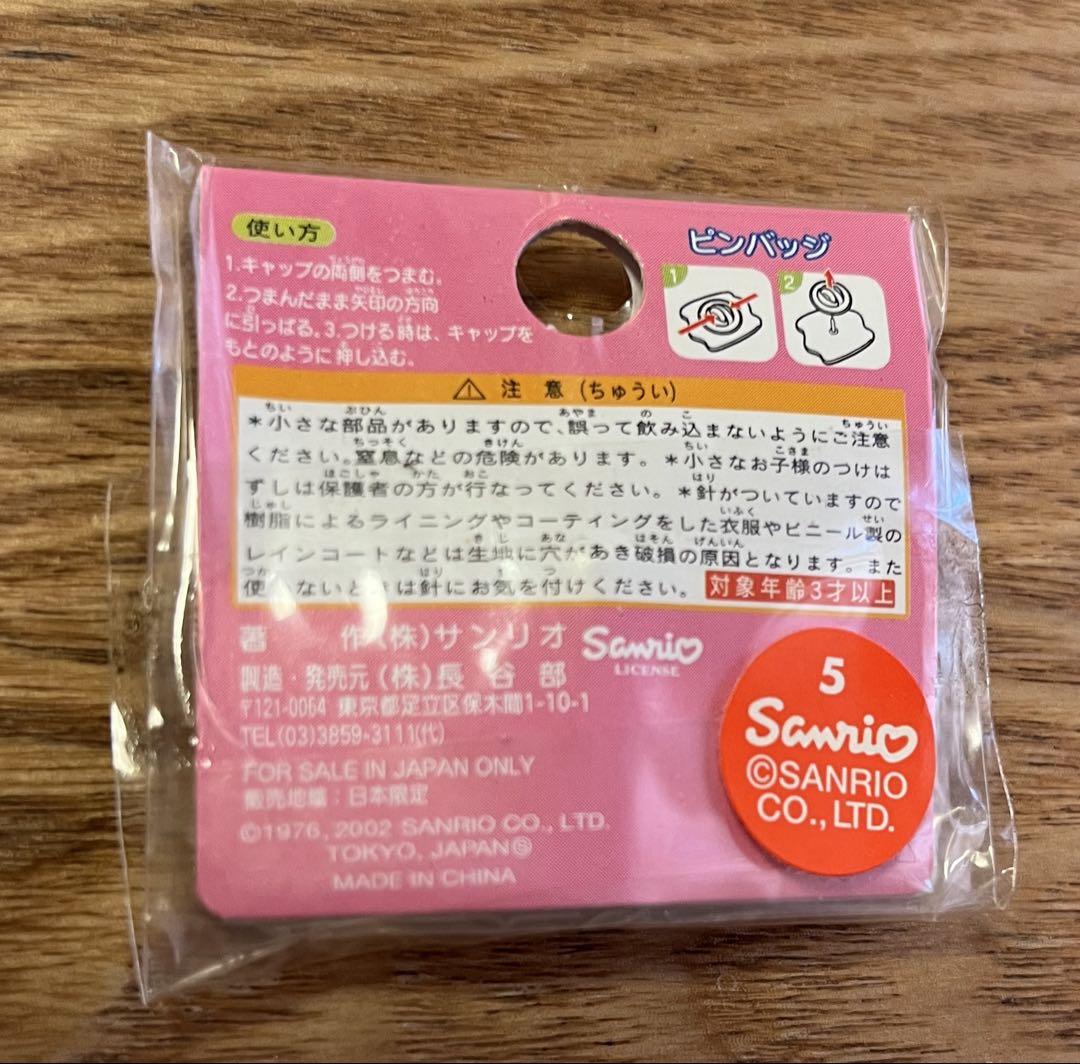 使い方
1.キャップの両側をつまむ。
2.つまんだまま矢印の方向
に引っぱる。3.つける時は、キャップを
もとのように押し込む。
ピンバッジ
1
2
⚠ 注意(ちゅうい)
*小さな部品がありますので、誤って飲み込まないようにご注意
ください。窒息などの危険があります。*小さなお子様のつけは
ずしは保護者の方が行なってください。*針がついていますので
樹脂によるライニングやコーティングをした衣服やビニール製の
レインコートなどは生地に穴があき破損の原因となります。また
使わないときは針にお気を付けください。 対象年齢3才以上
著 作/(株)サンリオ Sanrio
LICENSE
製造・発売元(株)長谷部
〒121-0064 東京都足立区保木間1-10-1
TEL(03)3859-3111(代)
FOR SALE IN JAPAN ONLY
販売地域:日本限定
©1976, 2002 SANRIO CO., LTD.
TOKYO, JAPAN Ⓢ
MADE IN CHINA
5
Sanrio
©SANRIO
CO., LTD.